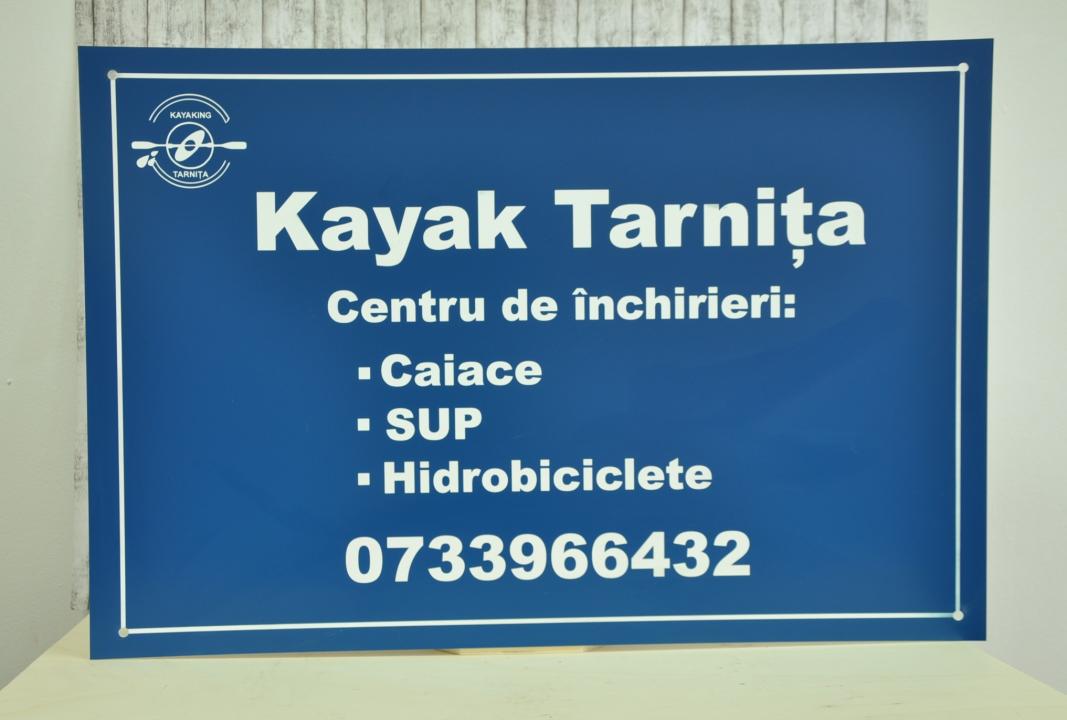 KAYAKING
TARNIȚA
Kayak Tarnița
Centru de închirieri:
▪ Caiace
▪ SUP
▪ Hidrobiciclete
0733966432